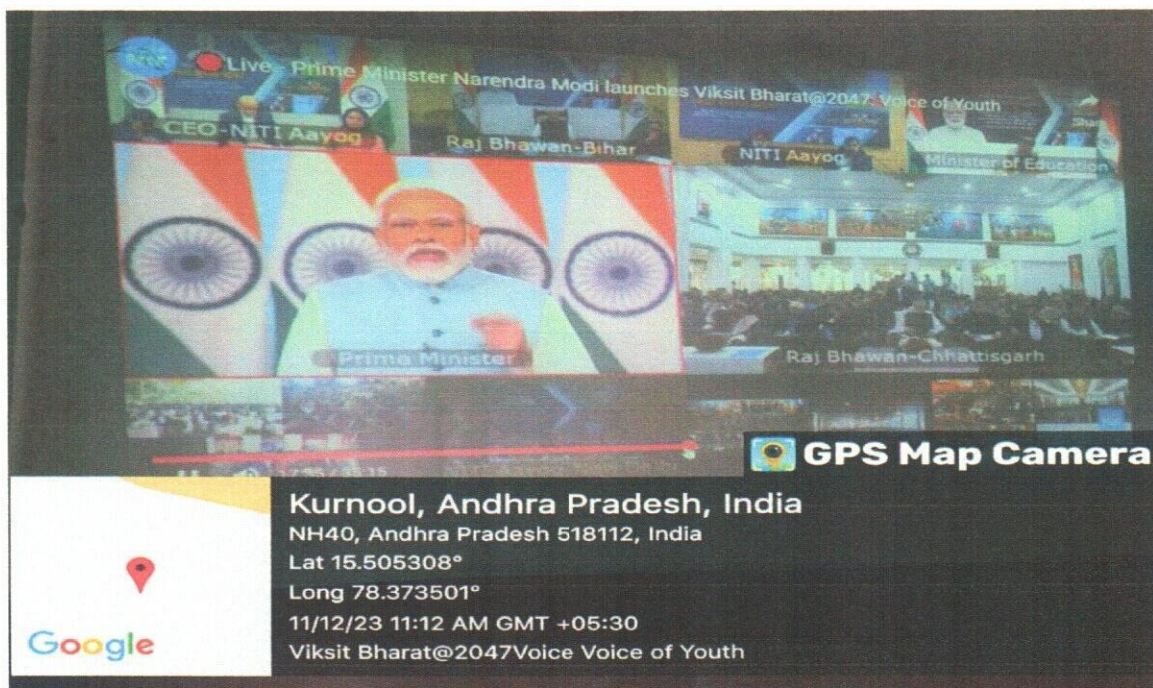 Live - Prime Minister Narendra Modi launches Viksit Bharat@2047: Voice of Youth
Shar
CEO-NITI Aayog
Raj Bhawan-Bihar
NITI Aayog
Minister of Education
Prime Minister
Raj Bhawan-Chhattisgarh
GPS Map Camera
Kurnool, Andhra Pradesh, India
NH40, Andhra Pradesh 518112, India
Lat 15.505308°
Long 78.373501°
11/12/23 11:12 AM GMT +05:30
Viksit Bharat@2047Voice Voice of Youth
Google